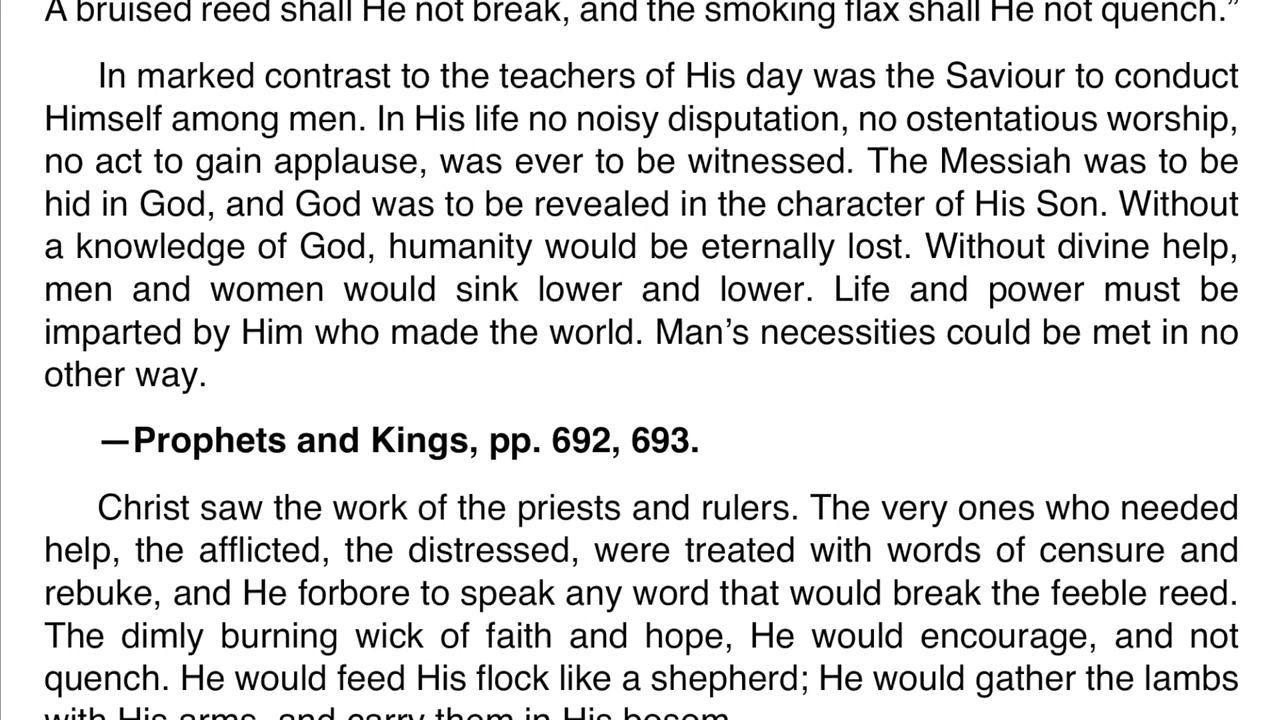 A bruised reed shall He not break, and the smoking flax shall He not quench.”
In marked contrast to the teachers of His day was the Saviour to conduct
Himself among men. In His life no noisy disputation, no ostentatious worship,
no act to gain applause, was ever to be witnessed. The Messiah was to be
hid in God, and God was to be revealed in the character of His Son. Without
a knowledge of God, humanity would be eternally lost. Without divine help,
men and women would sink lower and lower. Life and power must be
imparted by Him who made the world. Man’s necessities could be met in no
other way.
—Prophets and Kings, pp. 692, 693.
Christ saw the work of the priests and rulers. The very ones who needed
help, the afflicted, the distressed, were treated with words of censure and
rebuke, and He forbore to speak any word that would break the feeble reed.
The dimly burning wick of faith and hope, He would encourage, and not
quench. He would feed His flock like a shepherd; He would gather the lambs
with His arms, and carry them in His bosom.